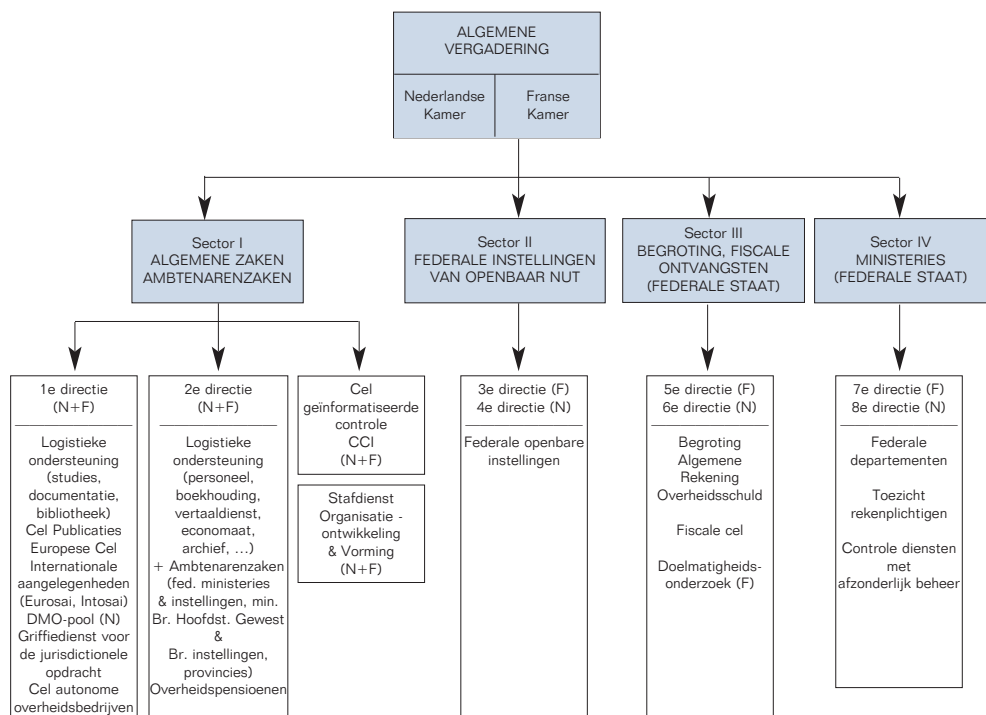 ALGEMENE
VERGADERING
Nederlandse
Kamer
Franse
Kamer
Sector I
ALGEMENE ZAKEN
AMBTENARENZAKEN
Sector II
FEDERALE INSTELLINGEN
VAN OPENBAAR NUT
Sector III
BEGROTING, FISCALE
ONTVANGSTEN
(FEDERALE STAAT)
Sector IV
MINISTERIES
(FEDERALE STAAT)
1e directie
(N+F)
Logistieke
ondersteuning
(studies,
documentatie,
bibliotheek)
Cel Publicaties
Europese Cel
Internationale
aangelegenheden
(Eurosai, Intosai)
DMO-pool (N)
Griffiedienst voor
de jurisdictionele
opdracht
Cel autonome
overheidsbedrijven
2e directie
(N+F)
Logistieke
ondersteuning
(personeel,
boekhouding,
vertaaldienst,
economaat,
archief, ...)
+ Ambtenarenzaken
(fed. ministeries
& instellingen, min.
Br. Hoofdst. Gewest
&
Br. instellingen,
provincies)
Overheidspensioenen
Cel
geïnformatiseerde
controle
CCI
(N+F)
Stafdienst
Organisatie -
ontwikkeling
& Vorming
(N+F)
3e directie (F)
4e directie (N)
Federale openbare
instellingen
5e directie (F)
6e directie (N)
Begroting
Algemene
Rekening
Overheidsschuld
Fiscale cel
Doelmatigheids-
onderzoek (F)
7e directie (F)
8e directie (N)
Federale
departementen
Toezicht
rekenplichtigen
Controle diensten
met
afzonderlijk beheer